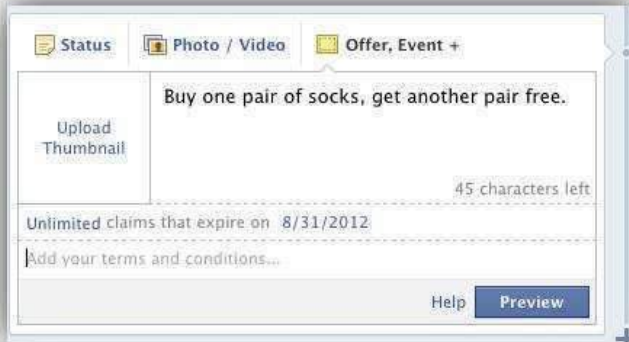 Status Photo / Video Offer, Event +
Buy one pair of socks, get another pair free.
Upload
Thumbnail
45 characters left
Unlimited claims that expire on 8/31/2012
Add your terms and conditions...
Help Preview